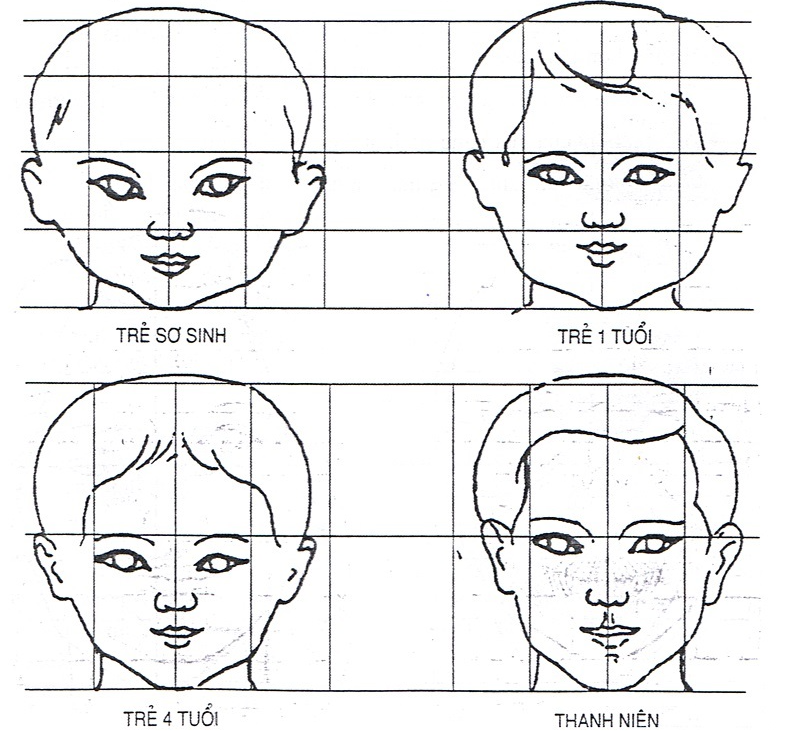 TRẺ SƠ SINH
TRẺ 1 TUỔI
TRẺ 4 TUỔI
THANH NIÊN